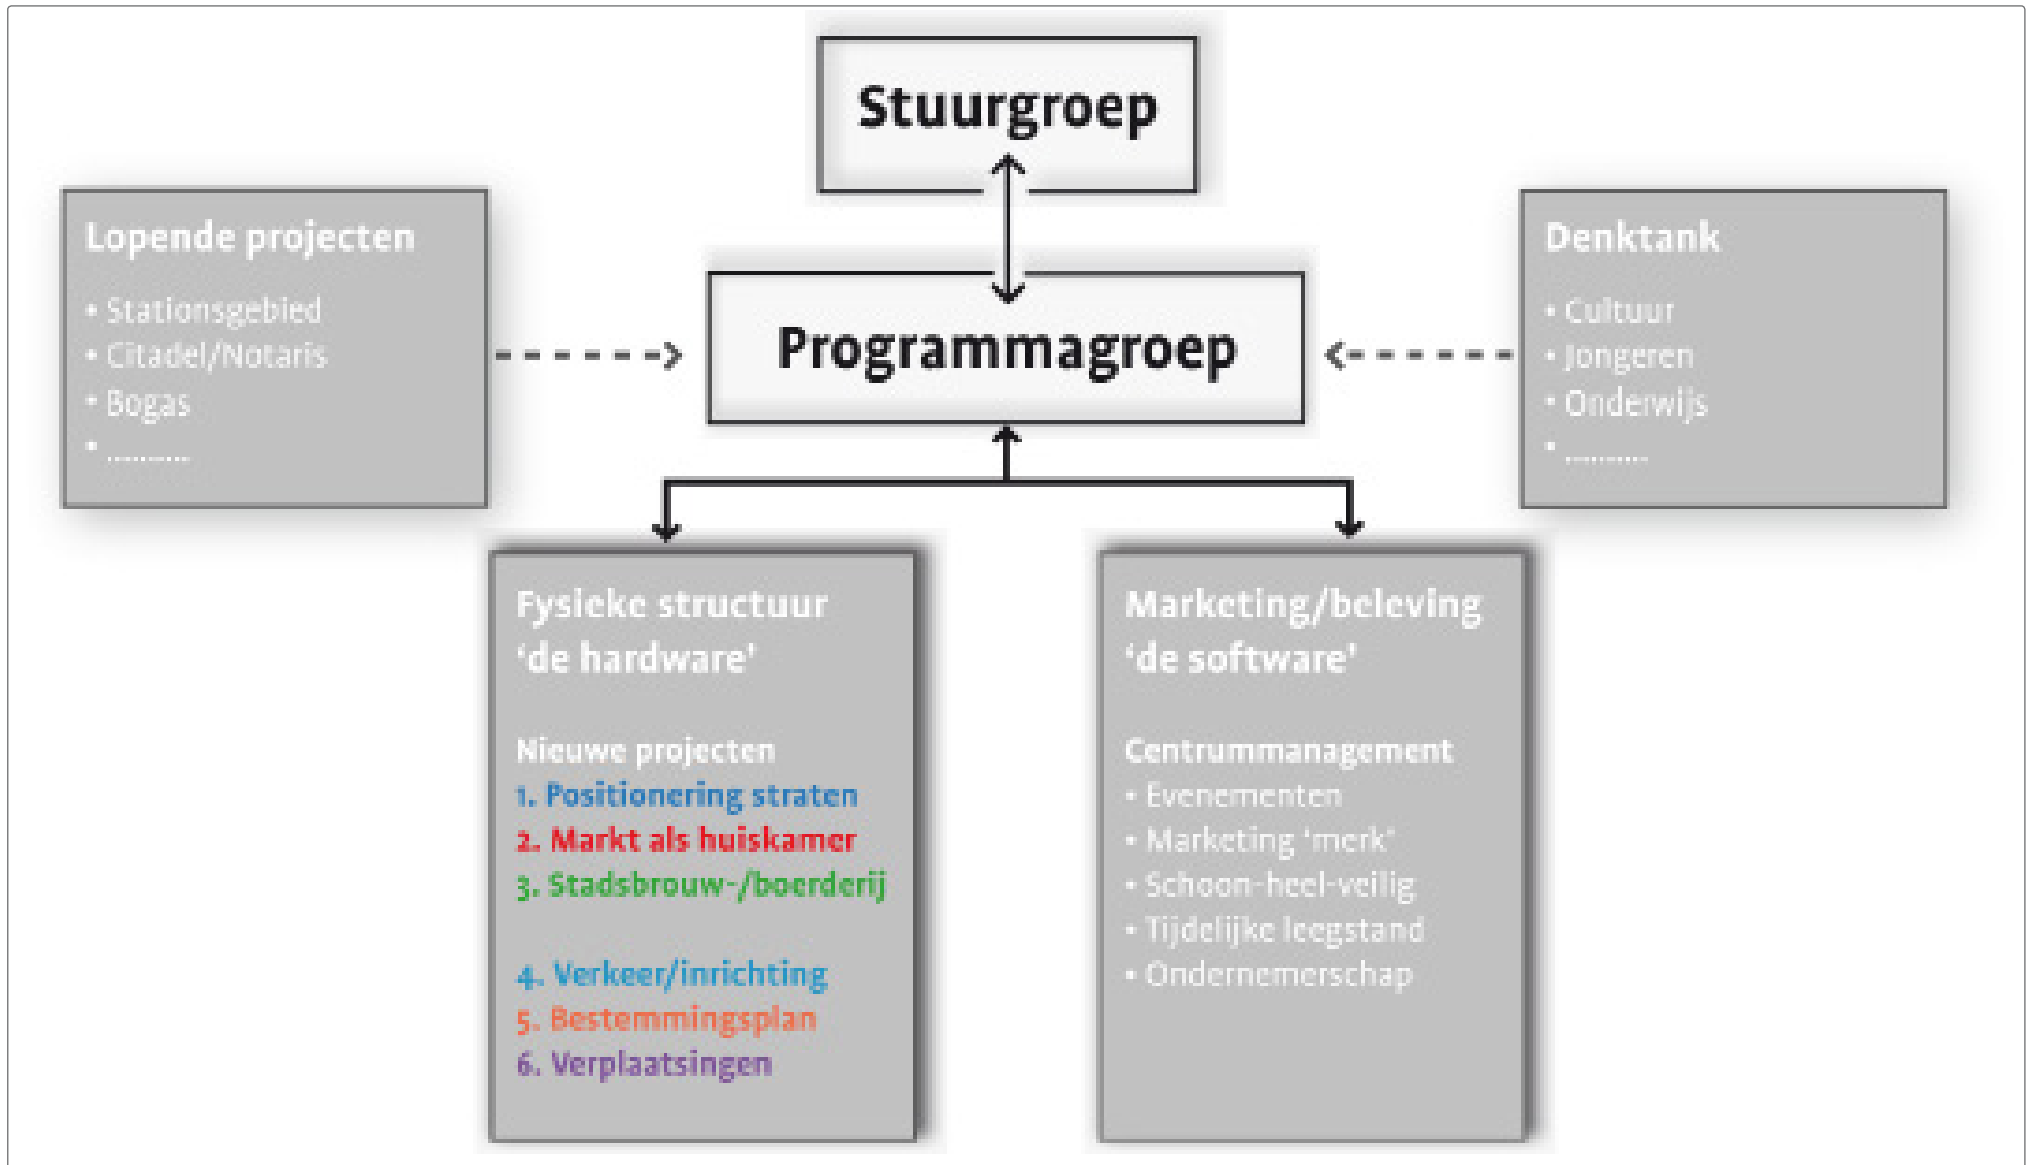 Stuurgroep
Lopende projecten
• Stationsgebied
• Citadel/Notaris
• Bogas
• ...........
Programmagroep
Denktank
• Cultuur
• Jongeren
• Onderwijs
• ...........
Fysieke structuur
‘de hardware’
Nieuwe projecten
1. Positionering straten
2. Markt als huiskamer
3. Stadsbrouw-/boerderij
4. Verkeer/inrichting
5. Bestemmingsplan
6. Verplaatsingen
Marketing/beleving
‘de software’
Centrummanagement
• Evenementen
• Marketing ‘merk’
• Schoon-heel-veilig
• Tijdelijke leegstand
• Ondernemerschap